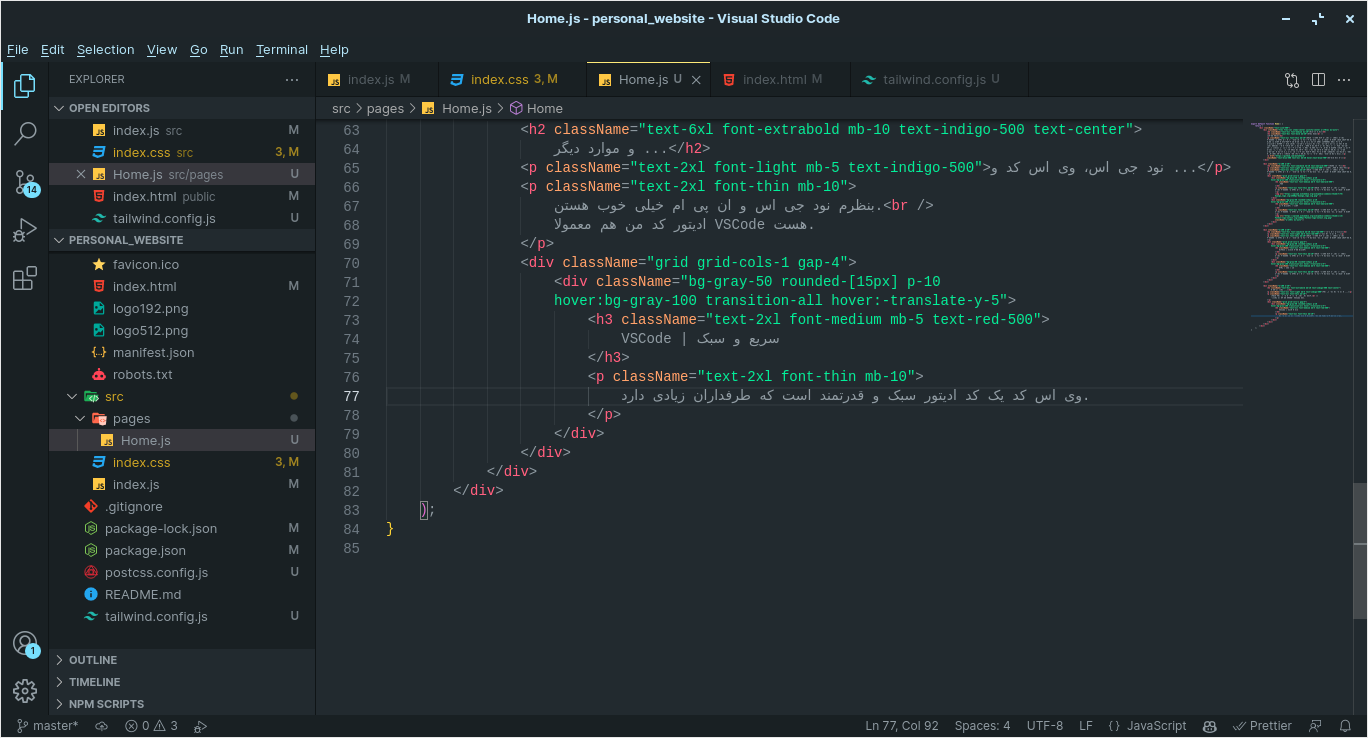 Home.js - personal_website - Visual Studio Code
File Edit Selection View Go Run Terminal Help
EXPLORER
OPEN EDITORS
index.js src M
index.css src 3, M
Home.js src/pages U
index.html public M
tailwind.config.js U
PERSONAL_WEBSITE
favicon.ico
index.html M
logo192.png
logo512.png
manifest.json
robots.txt
src
pages
Home.js U
index.css 3, M
index.js M
.gitignore
package-lock.json M
package.json M
postcss.config.js U
README.md
tailwind.config.js U
OUTLINE
TIMELINE
NPM SCRIPTS
14
1
index.js M index.css 3, M Home.js U index.html M tailwind.config.js U
src > pages > Home.js > Home
63 <h2 className="text-6xl font-extrabold mb-10 text-indigo-500 text-center">
64 و موارد دیگر ...</h2>
65 <p className="text-2xl font-light mb-5 text-indigo-500">نود جی اس، وی اس کد و ...</p>
66 <p className="text-2xl font-thin mb-10">
67 بنظرم نود جی اس و ان پی ام خیلی خوب هستن.<br />
68 ادیتور کد من هم معمولا VSCode هست.
69 </p>
70 <div className="grid grid-cols-1 gap-4">
71 <div className="bg-gray-50 rounded-[15px] p-10
72 hover:bg-gray-100 transition-all hover:-translate-y-5">
73 <h3 className="text-2xl font-medium mb-5 text-red-500">
74 VSCode | سریع و سبک
75 </h3>
76 <p className="text-2xl font-thin mb-10">
77 وی اس کد یک کد ادیتور سبک و قدرتمند است که طرفداران زیادی دارد.
78 </p>
79 </div>
80 </div>
81 </div>
82 </div>
83 );
84 }
85
master* 0 3 Ln 77, Col 92 Spaces: 4 UTF-8 LF {} JavaScript Prettier